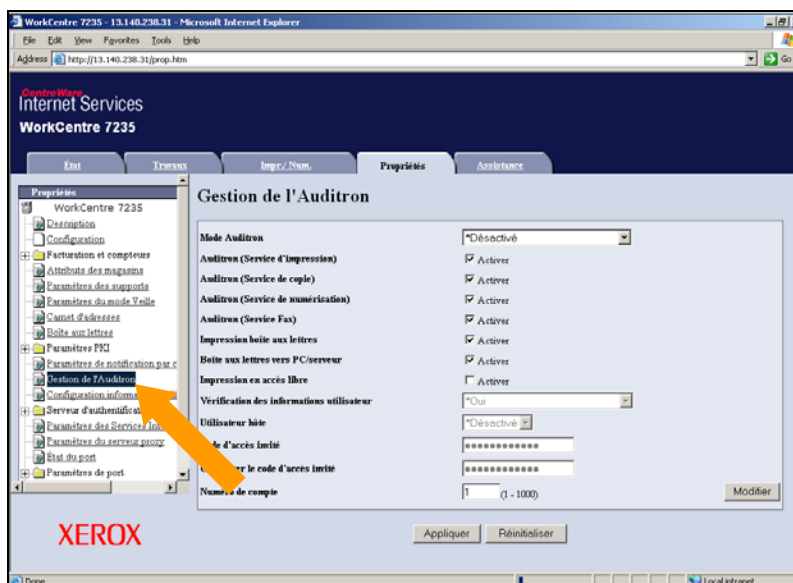 WorkCentre 7235 - 13.140.238.31 - Microsoft Internet Explorer
File Edit View Favorites Tools Help
Address http://13.140.238.31/prop.htm Go
CentreWare
Internet Services
WorkCentre 7235
État Travaux Impr./Num. Propriétés Assistance
Propriétés
WorkCentre 7235
Description
Configuration
Facturation et compteurs
Attributs des magasins
Paramètres des supports
Paramètres du mode Veille
Carnet d'adresses
Boîte aux lettres
Paramètres PKI
Paramètres de notification par c
Gestion de l'Auditron
Configuration informa
Serveur d'authentificat
Paramètres des Services Int
Paramètres du serveur proxy
État du port
Paramètres de port
XEROX
Gestion de l'Auditron
Mode Auditron *Désactivé
Auditron (Service d'impression) Activer
Auditron (Service de copie) Activer
Auditron (Service de numérisation) Activer
Auditron (Service Fax) Activer
Impression boîte aux lettres Activer
Boîte aux lettres vers PC/serveur Activer
Impression en accès libre Activer
Vérification des informations utilisateur *Oui
Utilisateur hôte *Désactivé
de d'accès invité ●●●●●●●●●●●●
er le code d'accès invité ●●●●●●●●●●●●
Numéro de compte 1 (1 - 1000) Modifier
Appliquer Réinitialiser
Done Local intranet